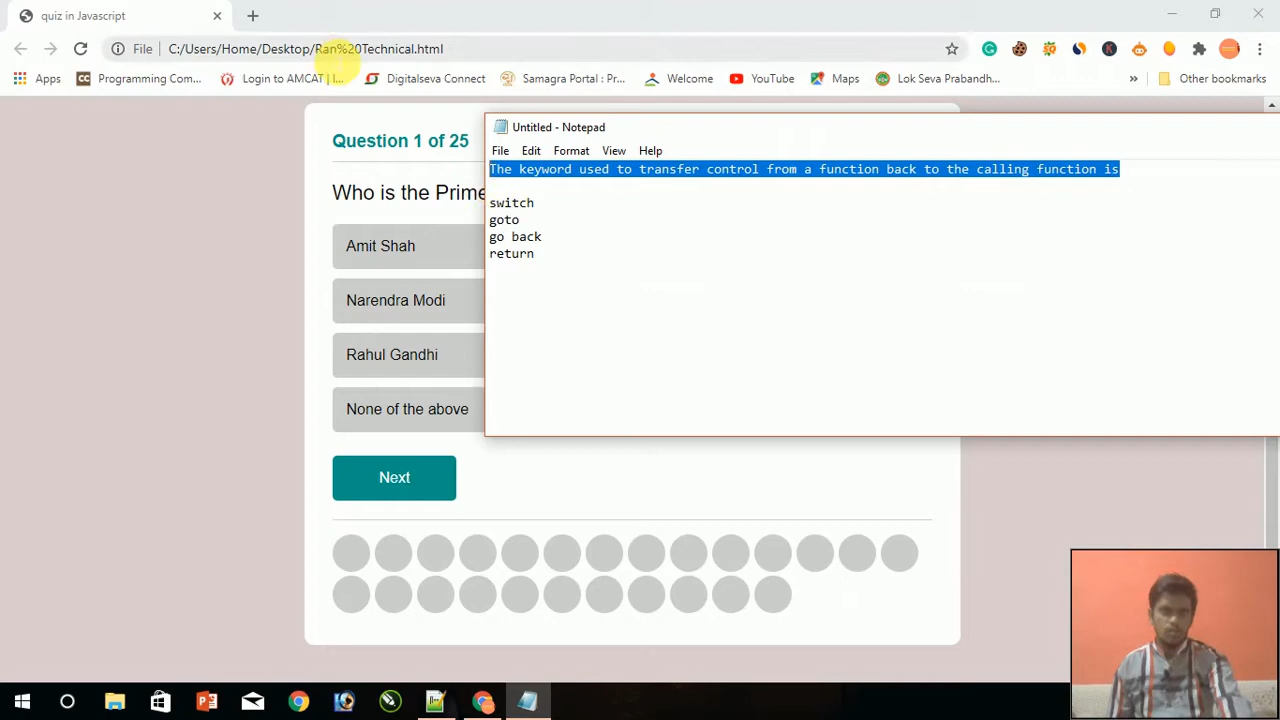 quiz in Javascript
File C:/Users/Home/Desktop/Ran%20Technical.html
Apps Programming Com... Login to AMCAT | I... Digitalseva Connect Samagra Portal : Pr... Welcome YouTube Maps Lok Seva Prabandh... » Other bookmarks
Question 1 of 25
Who is the Prime
Amit Shah
Narendra Modi
Rahul Gandhi
None of the above
Next
Untitled - Notepad
File Edit Format View Help
The keyword used to transfer control from a function back to the calling function is
switch
goto
go back
return